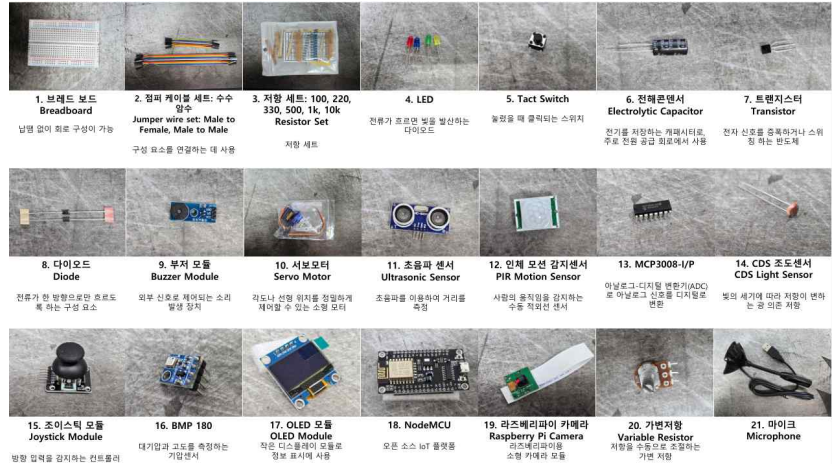 1. 브레드 보드
Breadboard
납땜 없이 회로 구성이 가능
2. 점퍼 케이블 세트: 수수
암수
Jumper wire set: Male to
Female, Male to Male
구성 요소를 연결하는 데 사용
3. 저항 세트: 100, 220,
330, 500, 1k, 10k
Resistor Set
저항 세트
4. LED
전류가 흐르면 빛을 발산하는
다이오드
5. Tact Switch
눌렀을 때 클릭되는 스위치
6. 전해콘덴서
Electrolytic Capacitor
전기를 저장하는 캐패시터로,
주로 전원 공급 회로에서 사용
7. 트랜지스터
Transistor
전자 신호를 증폭하거나 스위
칭 하는 반도체
8. 다이오드
Diode
전류가 한 방향으로만 흐르도
록 하는 구성 요소
9. 부저 모듈
Buzzer Module
외부 신호로 제어되는 소리
발생 장치
10. 서보모터
Servo Motor
각도나 선형 위치를 정밀하게
제어할 수 있는 소형 모터
11. 초음파 센서
Ultrasonic Sensor
초음파를 이용하여 거리를
측정
12. 인체 모션 감지센서
PIR Motion Sensor
사람의 움직임을 감지하는
수동 적외선 센서
13. MCP3008-I/P
아날로그-디지털 변환기(ADC)
로 아날로그 신호를 디지털로
변환
14. CDS 조도센서
CDS Light Sensor
빛의 세기에 따라 저항이 변하
는 광 의존 저항
15. 조이스틱 모듈
Joystick Module
방향 입력을 감지하는 컨트롤러
16. BMP 180
대기압과 고도를 측정하는
기압센서
17. OLED 모듈
OLED Module
작은 디스플레이 모듈로
정보 표시에 사용
18. NodeMCU
오픈 소스 IoT 플랫폼
19. 라즈베리파이 카메라
Raspberry Pi Camera
라즈베리파이용
소형 카메라 모듈
20. 가변저항
Variable Resistor
저항을 수동으로 조절하는
가변 저항
21. 마이크
Microphone